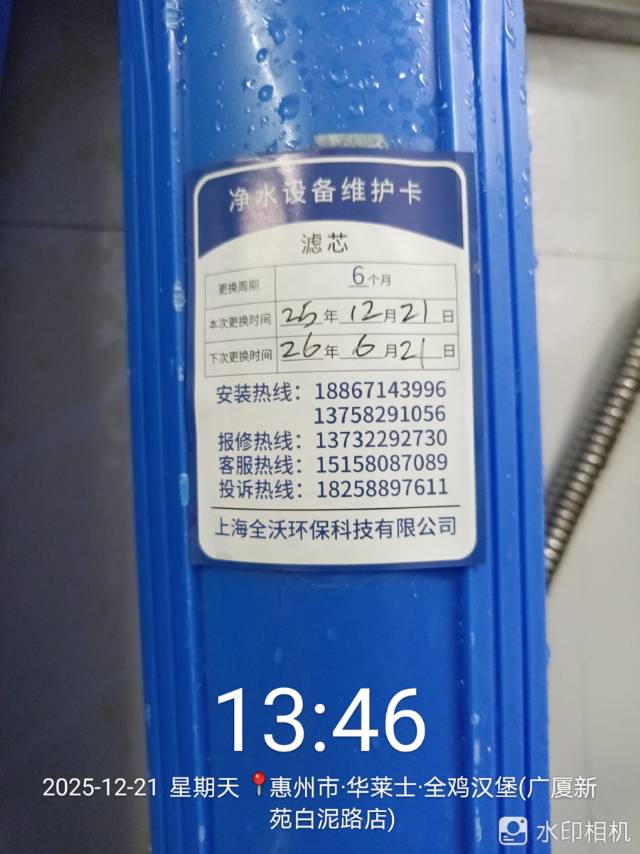 净水设备维护卡
滤芯
更换周期 6个月
本次更换时间 25年12月21日
下次更换时间 26年6月21日
安装热线：18867143996
13758291056
报修热线：13732292730
客服热线：15158087089
投诉热线：18258897611
上海全沃环保科技有限公司
13:46
2025-12-21 星期天 📍惠州市·华莱士·全鸡汉堡(广厦新
苑白泥路店)
水印相机